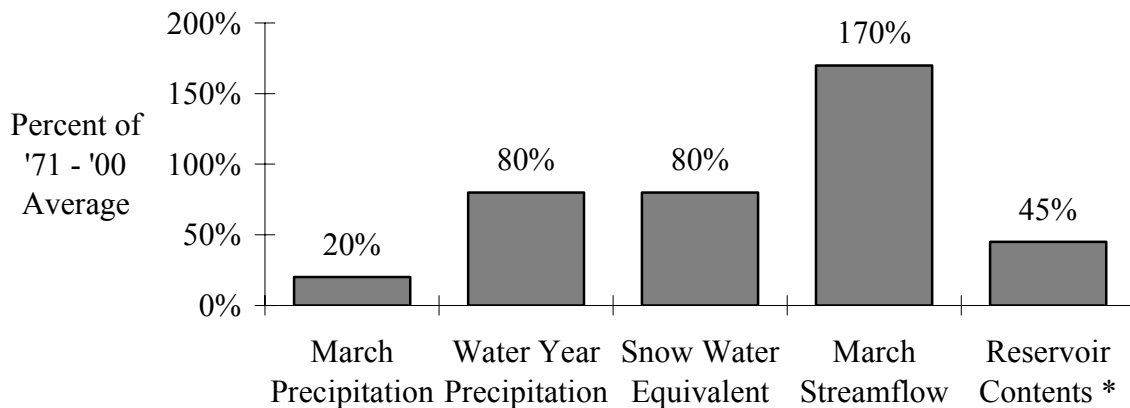 200%
150%
100%
50%
0%
Percent of
'71 - '00
Average
20%
80%
80%
170%
45%
March
Precipitation
Water Year
Precipitation
Snow Water
Equivalent
March
Streamflow
Reservoir
Contents *